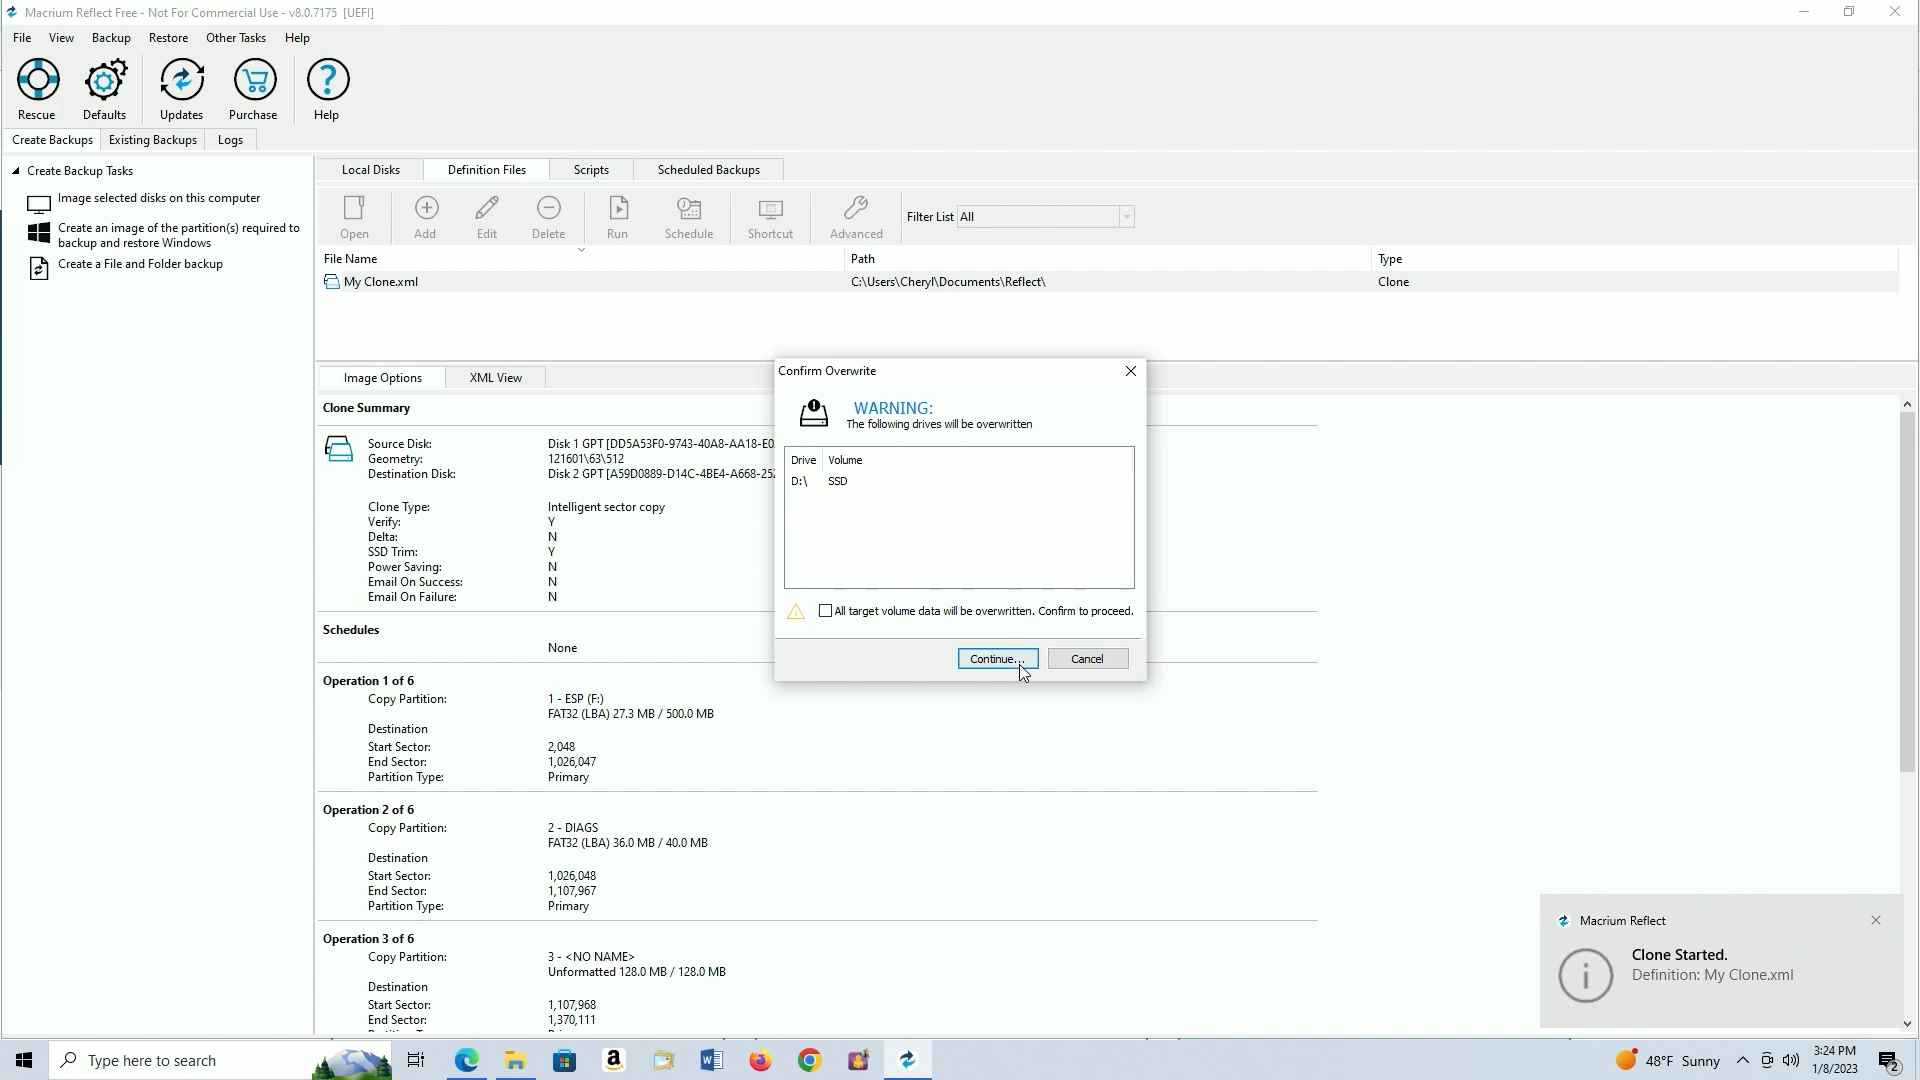 Macrium Reflect Free - Not For Commercial Use - v8.0.7175 [UEFI]
File View Backup Restore Other Tasks Help
Rescue Defaults Updates Purchase Help
Create Backups Existing Backups Logs
Create Backup Tasks
Image selected disks on this computer
Create an image of the partition(s) required to
backup and restore Windows
Create a File and Folder backup
Local Disks Definition Files Scripts Scheduled Backups
Open Add Edit Delete Run Schedule Shortcut Advanced Filter List All
File Name Path Type
My Clone.xml C:\Users\Cheryl\Documents\Reflect\ Clone
Image Options XML View
Clone Summary
Source Disk: Disk 1 GPT [DD5A53F0-9743-40A8-AA18-E0
Geometry: 121601\63\512
Destination Disk: Disk 2 GPT [A59D0889-D14C-4BE4-A668-252
Clone Type: Intelligent sector copy
Verify: Y
Delta: N
SSD Trim: Y
Power Saving: N
Email On Success: N
Email On Failure: N
Schedules
None
Operation 1 of 6
Copy Partition: 1 - ESP (F:)
FAT32 (LBA) 27.3 MB / 500.0 MB
Destination
Start Sector: 2,048
End Sector: 1,026,047
Partition Type: Primary
Operation 2 of 6
Copy Partition: 2 - DIAGS
FAT32 (LBA) 36.0 MB / 40.0 MB
Destination
Start Sector: 1,026,048
End Sector: 1,107,967
Partition Type: Primary
Operation 3 of 6
Copy Partition: 3 - <NO NAME>
Unformatted 128.0 MB / 128.0 MB
Destination
Start Sector: 1,107,968
End Sector: 1,370,111
Confirm Overwrite
WARNING:
The following drives will be overwritten
Drive Volume
D:\ SSD
All target volume data will be overwritten. Confirm to proceed.
Continue... Cancel
Macrium Reflect
Clone Started.
Definition: My Clone.xml
Type here to search
48°F Sunny
3:24 PM
1/8/2023
2